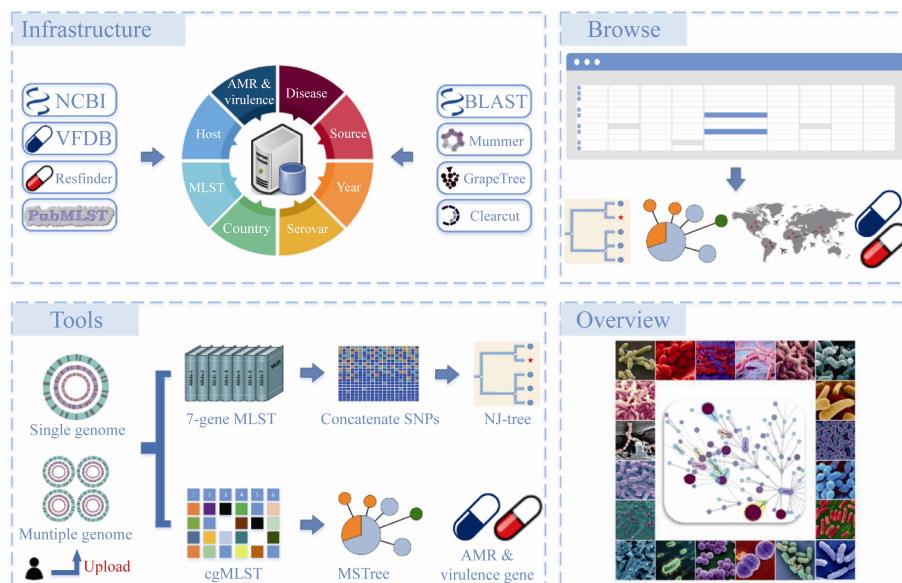 Infrastructure
NCBI
VFDB
Resfinder
PubMLST
AMR &
virulence
Disease
Host
Source
MLST
Year
Country
Serovar
BLAST
Mummer
GrapeTree
Clearcut
Browse
Tools
Single genome
Muntiple genome
Upload
7-gene MLST
Concatenate SNPs
NJ-tree
1 2 3 4 5 6
cgMLST
MSTree
AMR &
virulence gene
Overview